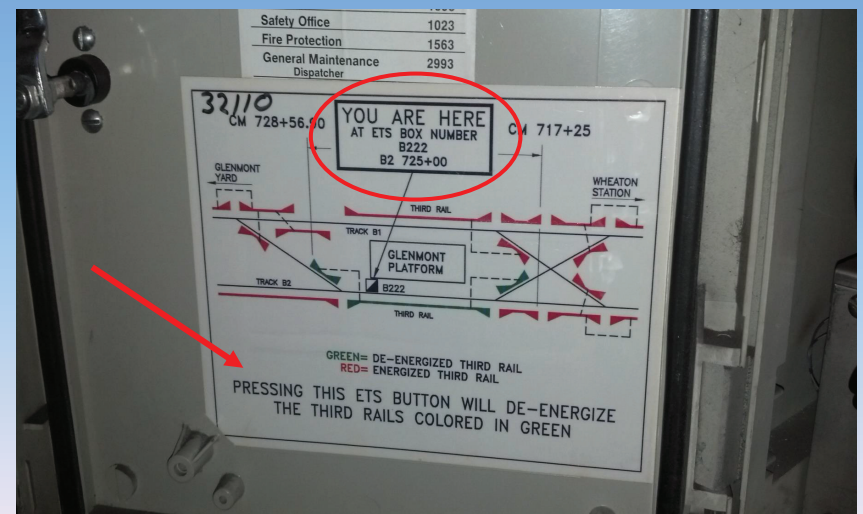 Safety Office 1023
Fire Protection 1563
General Maintenance 2993
Dispatcher
32110
CM 728+56.90
YOU ARE HERE
AT ETS BOX NUMBER
B222
B2 725+00
CM 717+25
GLENMONT
YARD
WHEATON
STATION
THIRD RAIL
TRACK B1
GLENMONT
PLATFORM
TRACK B2
B222
THIRD RAIL
GREEN= DE-ENERGIZED THIRD RAIL
RED= ENERGIZED THIRD RAIL
PRESSING THIS ETS BUTTON WILL DE-ENERGIZE
THE THIRD RAILS COLORED IN GREEN